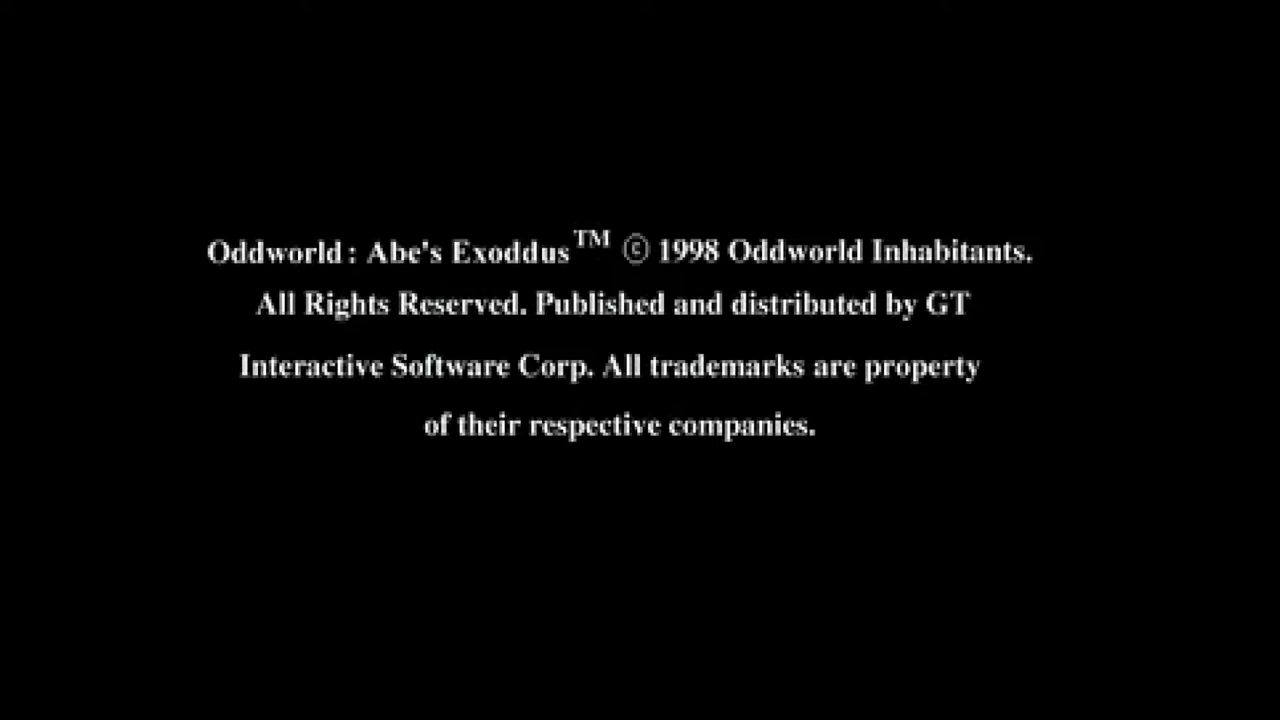 Oddworld: Abe's Exoddus™ © 1998 Oddworld Inhabitants.
All Rights Reserved. Published and distributed by GT
Interactive Software Corp. All trademarks are property
of their respective companies.